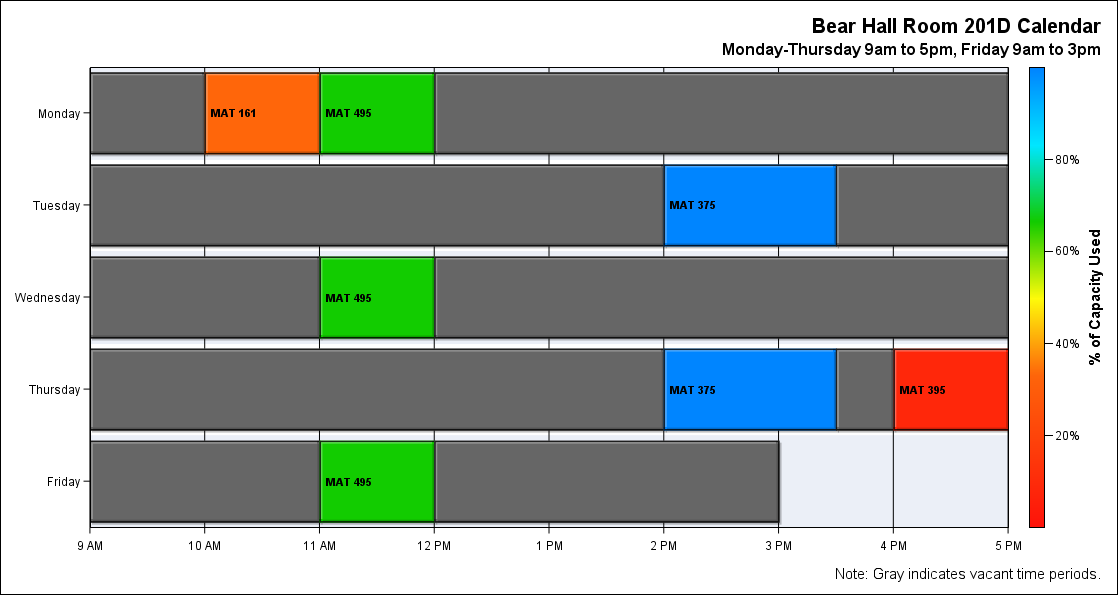 Bear Hall Room 201D Calendar
Monday-Thursday 9am to 5pm, Friday 9am to 3pm
Monday
MAT 161
MAT 495
Tuesday
MAT 375
80%
Wednesday
MAT 495
60%
Thursday
MAT 375
MAT 395
40%
Friday
MAT 495
20%
% of Capacity Used
9 AM 10 AM 11 AM 12 PM 1 PM 2 PM 3 PM 4 PM 5 PM
Note: Gray indicates vacant time periods.